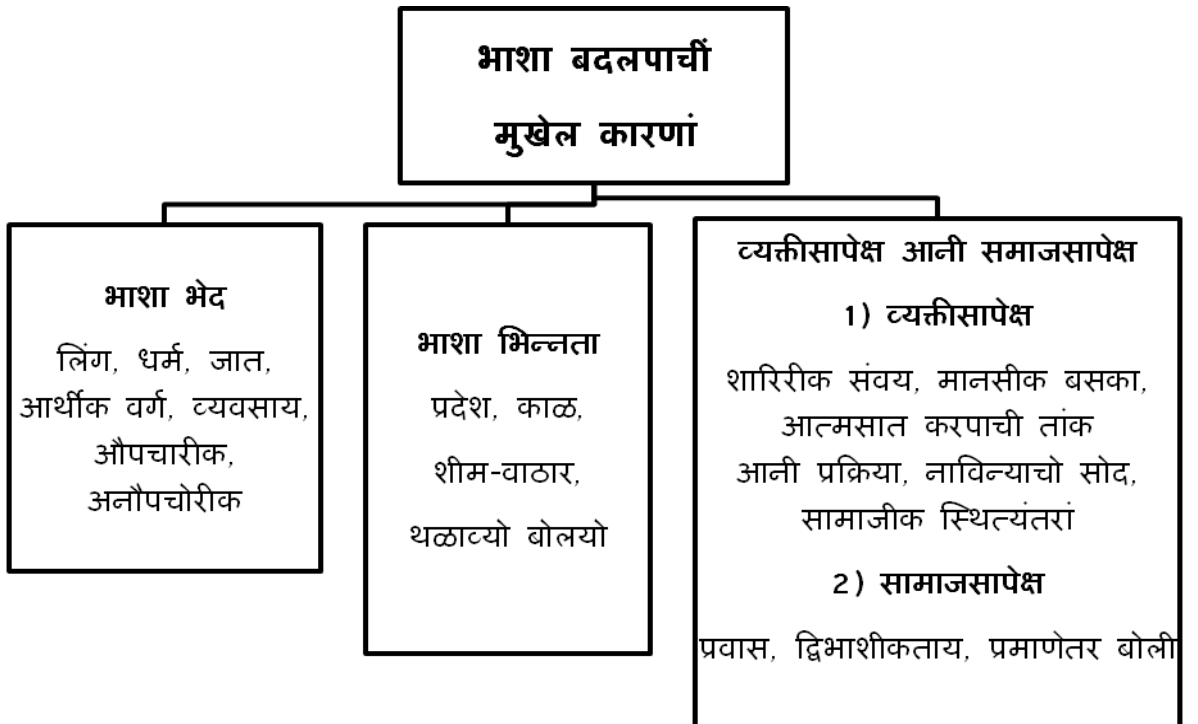 भाशा बदलपाचीं
मुखेल कारणां
भाशा भेद
लिंग, धर्म, जात,
आर्थीक वर्ग, व्यवसाय,
औपचारीक,
अनौपचोरीक
भाशा भिन्नता
प्रदेश, काळ,
शीम-वाठार,
थळाव्यो बोलयो
व्यक्तीसापेक्ष आनी समाजसापेक्ष
1) व्यक्तीसापेक्ष
शारिरीक संवय, मानसीक बसका,
आत्मसात करपाची तांक
आनी प्रक्रिया, नाविन्याचो सोद,
सामाजीक स्थित्यंतरां
2) सामाजसापेक्ष
प्रवास, द्विभाशीकताय, प्रमाणेतर बोली